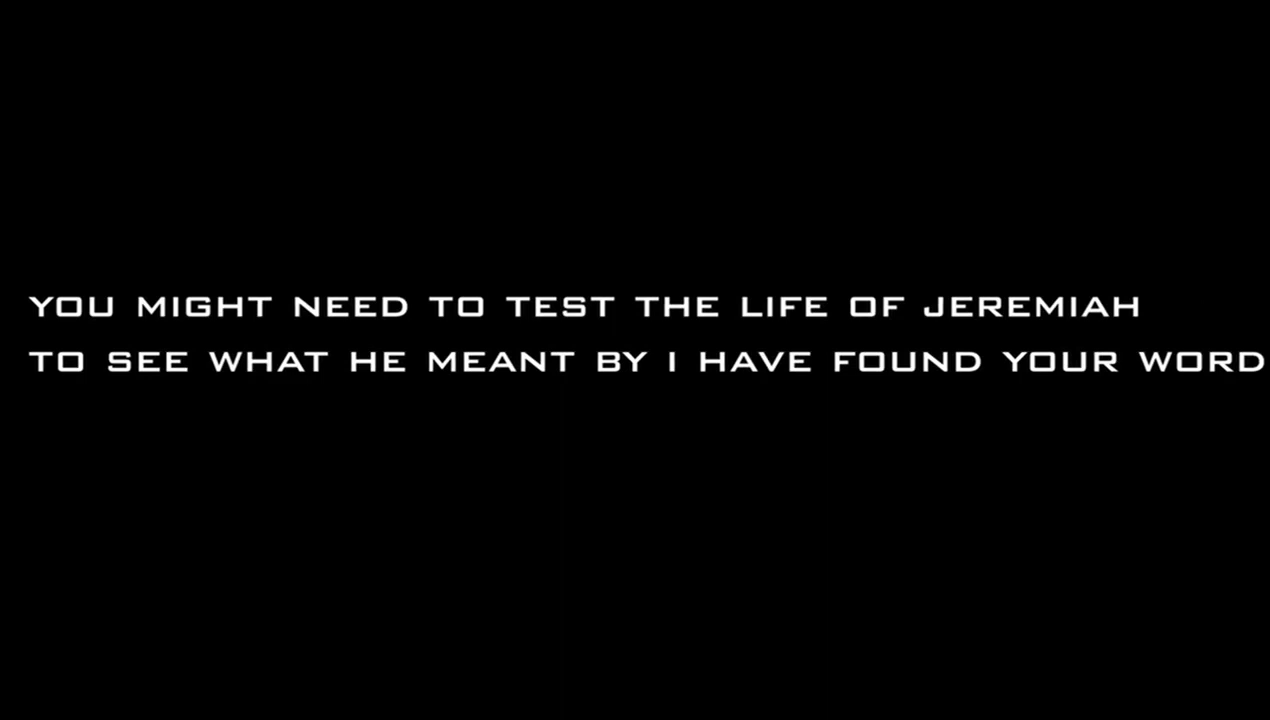 YOU MIGHT NEED TO TEST THE LIFE OF JEREMIAH
TO SEE WHAT HE MEANT BY I HAVE FOUND YOUR WORD